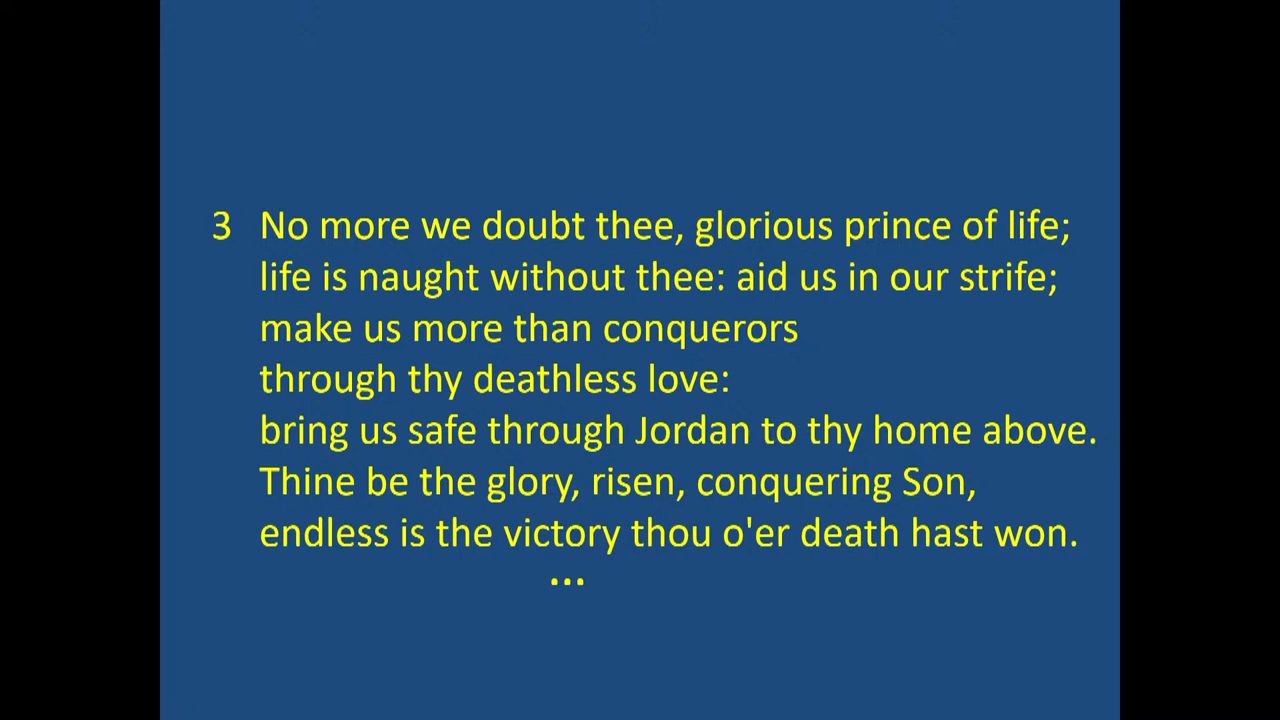 3 No more we doubt thee, glorious prince of life;
life is naught without thee: aid us in our strife;
make us more than conquerors
through thy deathless love:
bring us safe through Jordan to thy home above.
Thine be the glory, risen, conquering Son,
endless is the victory thou o'er death hast won.
...